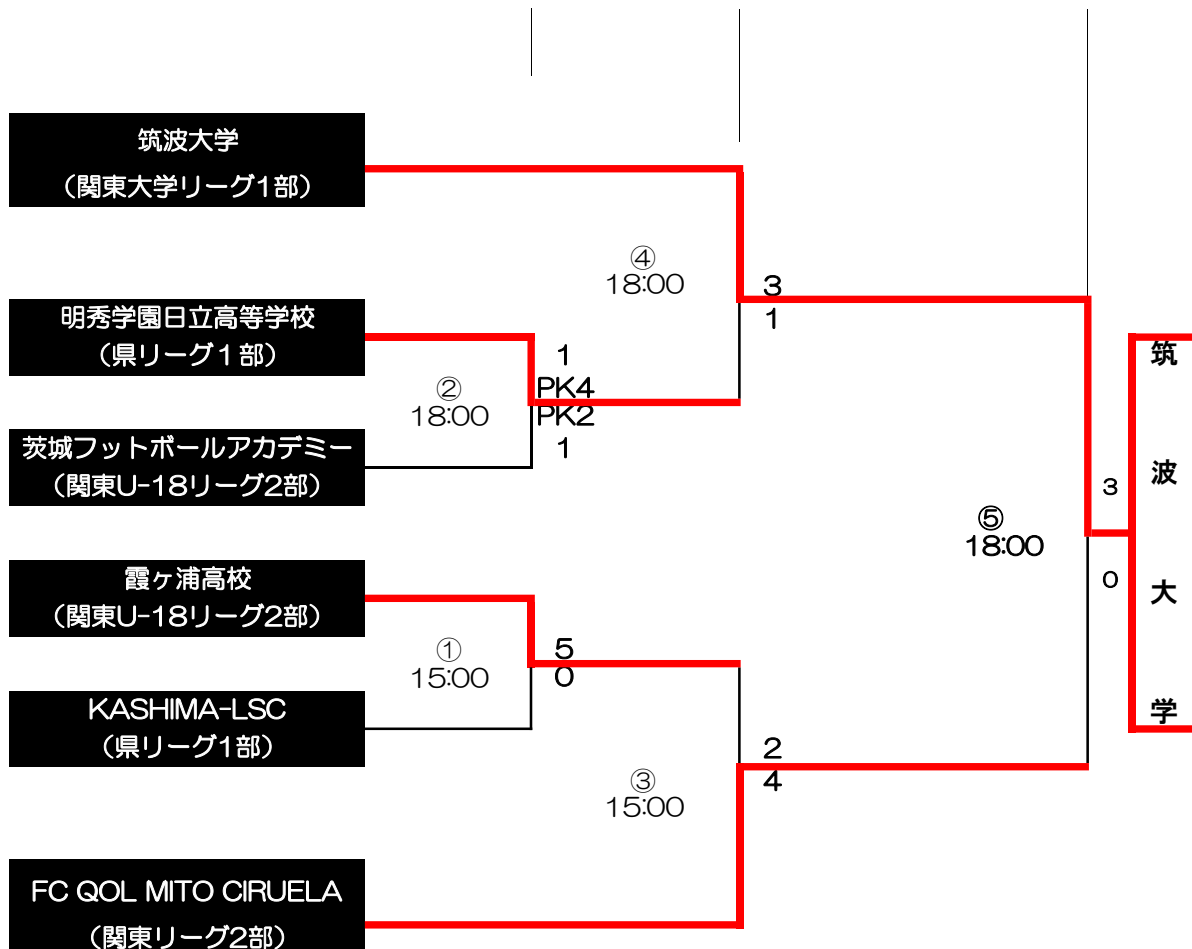 筑波大学
（関東大学リーグ1部）
④
18:00
3
1
明秀学園日立高等学校
（県リーグ１部）
1
PK4
②
18:00
PK2
1
茨城フットボールアカデミー
（関東U-18リーグ2部）
筑
波
大
学
3
⑤
18:00
0
霞ヶ浦高校
（関東U-18リーグ2部）
①
15:00
5
0
KASHIMA-LSC
（県リーグ1部）
2
4
③
15:00
FC QOL MITO CIRUELA
（関東リーグ2部）